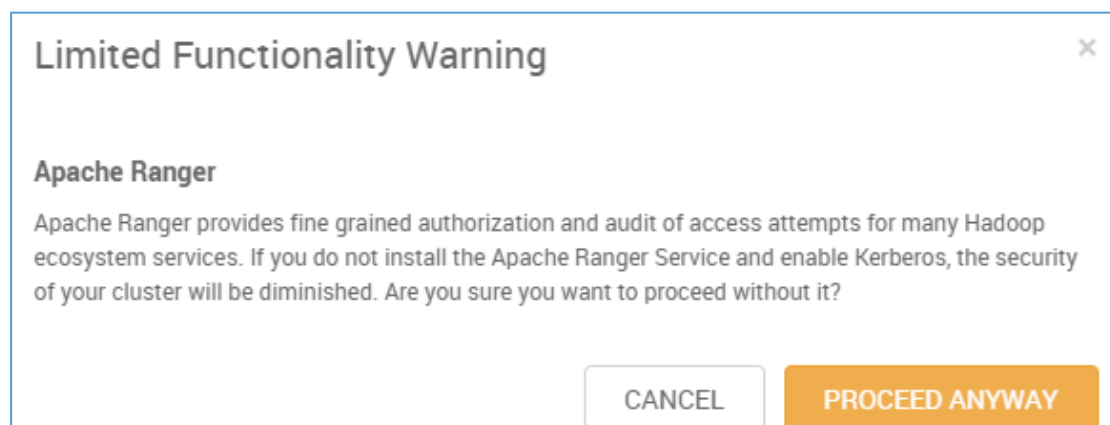 Limited Functionality Warning
×
Apache Ranger
Apache Ranger provides fine grained authorization and audit of access attempts for many Hadoop
ecosystem services. If you do not install the Apache Ranger Service and enable Kerberos, the security
of your cluster will be diminished. Are you sure you want to proceed without it?
CANCEL
PROCEED ANYWAY